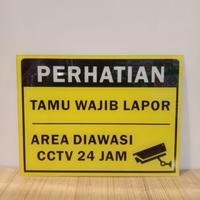 PERHATIAN
TAMU WAJIB LAPOR
AREA DIAWASI
CCTV 24 JAM